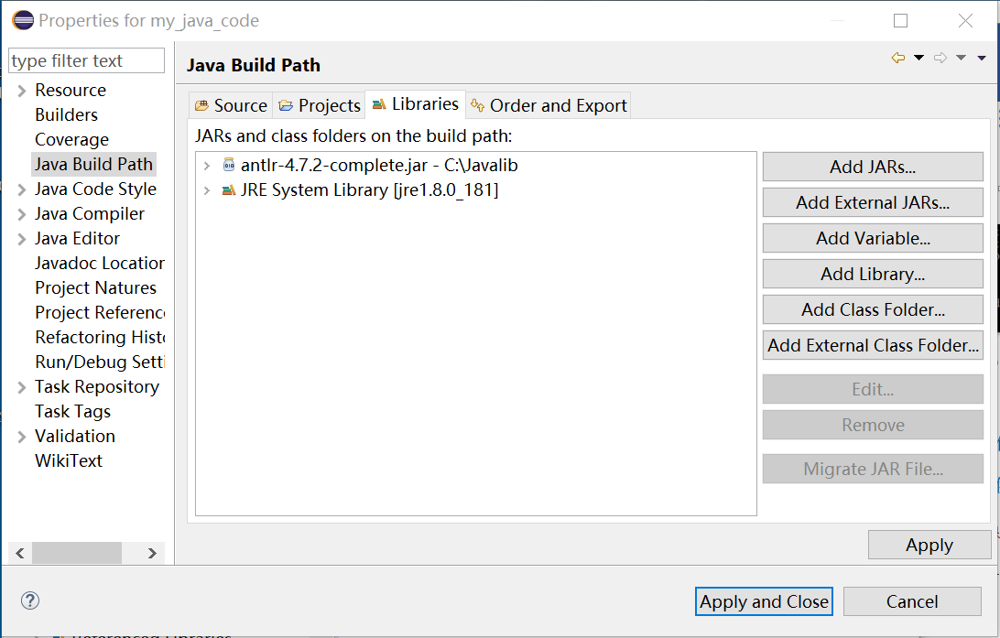 Properties for my_java_code
type filter text
Resource
Builders
Coverage
Java Build Path
Java Code Style
Java Compiler
Java Editor
Javadoc Location
Project Natures
Project Referenc
Refactoring Histo
Run/Debug Setti
Task Repository
Task Tags
Validation
WikiText
Java Build Path
Source Projects Libraries Order and Export
JARs and class folders on the build path:
antlr-4.7.2-complete.jar - C:\Javalib
JRE System Library [jre1.8.0_181]
Add JARs...
Add External JARs...
Add Variable...
Add Library...
Add Class Folder...
Add External Class Folder...
Edit...
Remove
Migrate JAR File...
Apply
Apply and Close Cancel